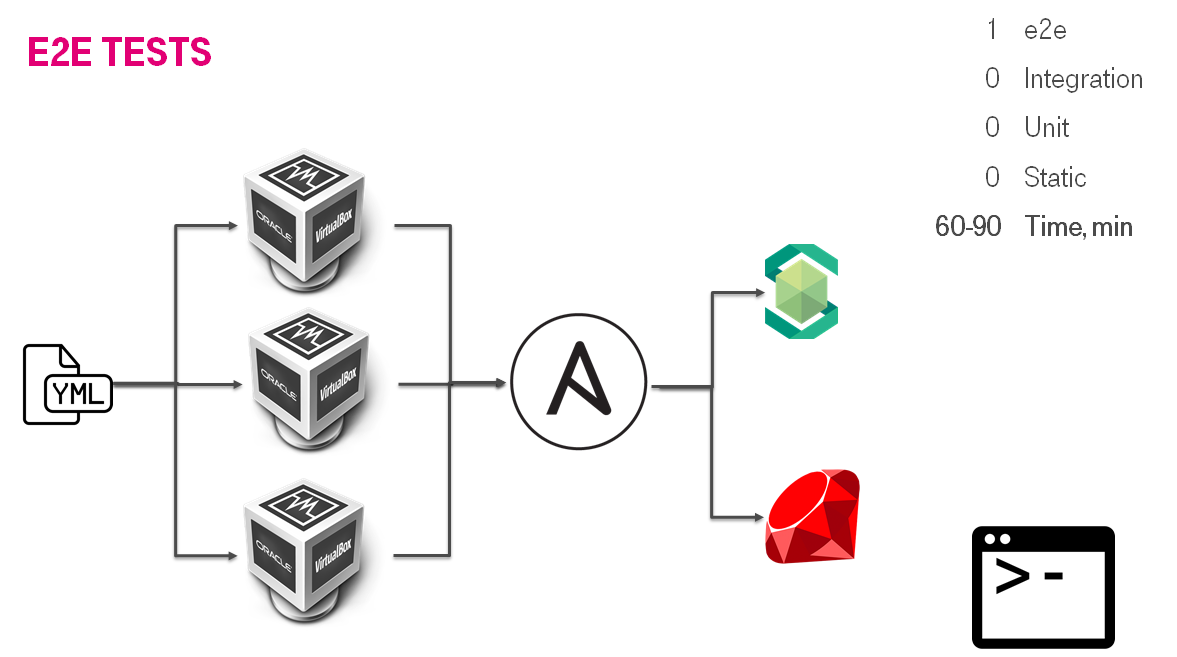 E2E TESTS
1 e2e
0 Integration
0 Unit
0 Static
60-90 Time, min
ORACLE VirtualBox
YML
ORACLE VirtualBox
ORACLE VirtualBox
>-